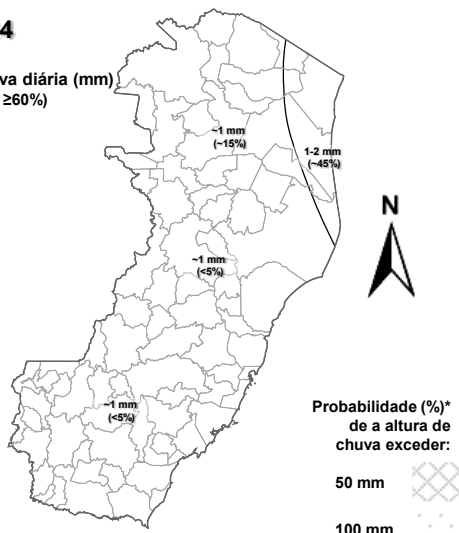 4
va diária (mm)
≥60%)
~1 mm
(~15%)
1-2 mm
(~45%)
~1 mm
(<5%)
~1 mm
(<5%)
N
Probabilidade (%)*
de a altura de
chuva exceder:
50 mm
100 mm